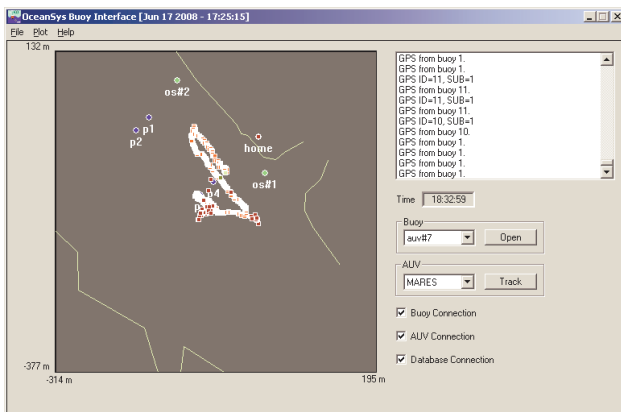 OceanSys Buoy Interface [Jun 17 2008 - 17:25:15]
File Plot Help
132 m
os#2
p1
p2
home
os#1
p4
-377 m
-314 m
195 m
GPS from buoy 1.
GPS from buoy 1.
GPS ID=11, SUB=1
GPS from buoy 11.
GPS ID=11, SUB=1
GPS from buoy 11.
GPS ID=10, SUB=1
GPS from buoy 10.
GPS from buoy 1.
GPS from buoy 1.
GPS from buoy 1.
GPS from buoy 1.
Time 18:32:59
Buoy
auv#7 Open
AUV
MARES Track
Buoy Connection
AUV Connection
Database Connection